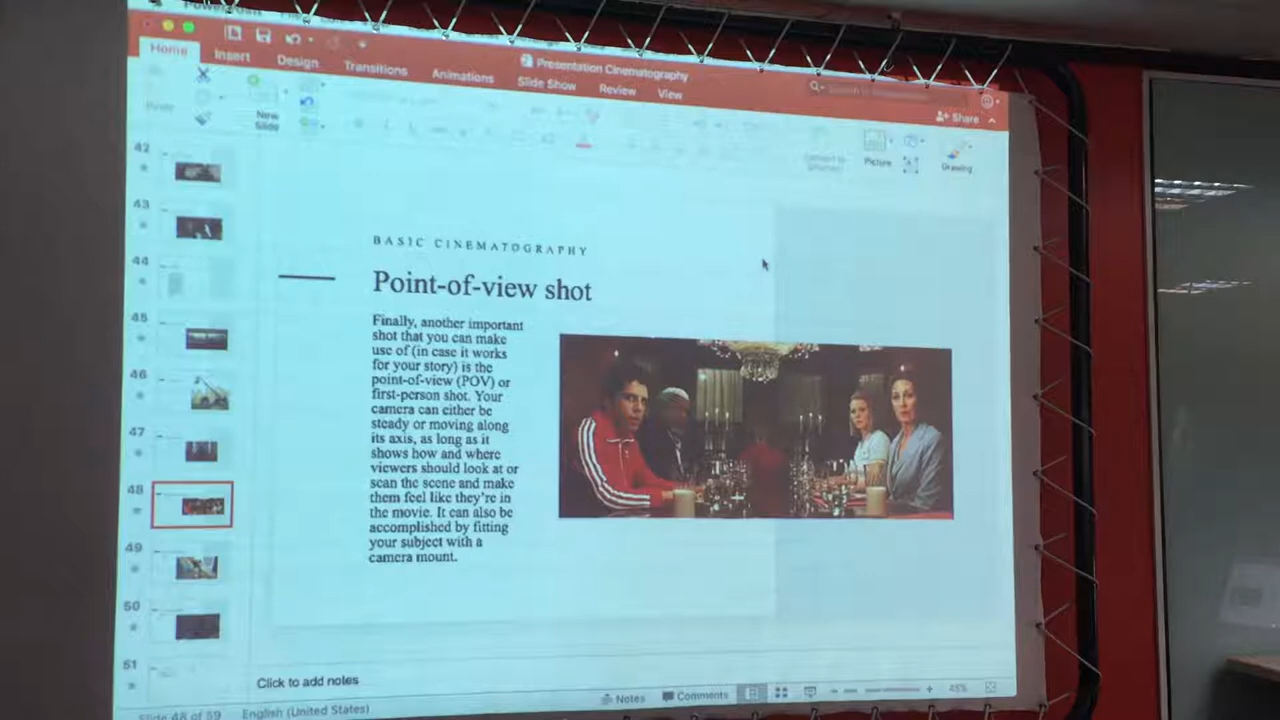 Presentation Cinematography
Home Insert Design Transitions Animations Slide Show Review View
Share
New
Slide
Picture
Drawing
42
43
44
45
46
47
48
49
50
51
BASIC CINEMATOGRAPHY
Point-of-view shot
Finally, another important
shot that you can make
use of (in case it works
for your story) is the
point-of-view (POV) or
first-person shot. Your
camera can either be
steady or moving along
its axis, as long as it
shows how and where
viewers should look at or
scan the scene and make
them feel like they're in
the movie. It can also be
accomplished by fitting
your subject with a
camera mount.
Click to add notes
Notes Comments 45%
Slide 48 of 59 English (United States)